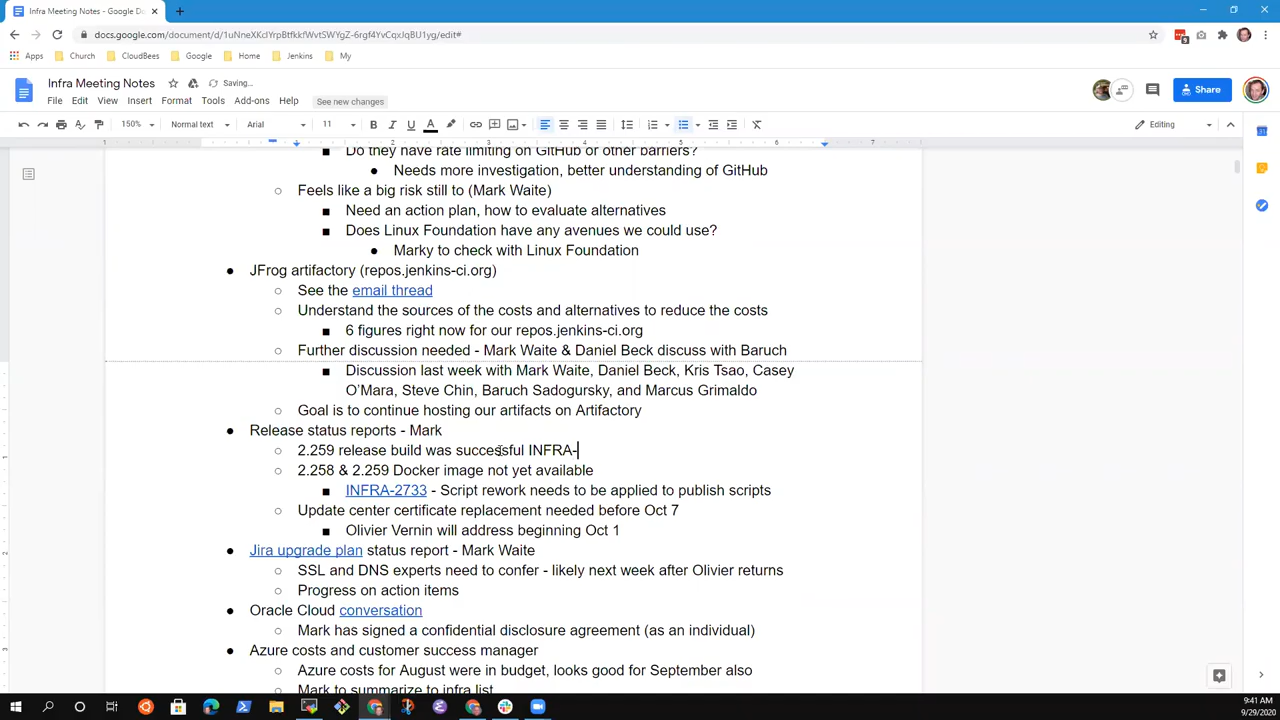 Infra Meeting Notes - Google Do
docs.google.com/document/d/1uNneXKcIYrpBtfkkfWvtSWYgZ-6rgf4YvCqxJqBU1yg/edit#
Apps Church CloudBees Google Home Jenkins My
Infra Meeting Notes Saving...
File Edit View Insert Format Tools Add-ons Help See new changes
Share
150% Normal text Arial 11 Editing
1 1 2 3 4 5 6 7
Do they have rate limiting on GitHub or other barriers?
Needs more investigation, better understanding of GitHub
Feels like a big risk still to (Mark Waite)
Need an action plan, how to evaluate alternatives
Does Linux Foundation have any avenues we could use?
Marky to check with Linux Foundation
JFrog artifactory (repos.jenkins-ci.org)
See the email thread
Understand the sources of the costs and alternatives to reduce the costs
6 figures right now for our repos.jenkins-ci.org
Further discussion needed - Mark Waite & Daniel Beck discuss with Baruch
Discussion last week with Mark Waite, Daniel Beck, Kris Tsao, Casey
O'Mara, Steve Chin, Baruch Sadogursky, and Marcus Grimaldo
Goal is to continue hosting our artifacts on Artifactory
Release status reports - Mark
2.259 release build was successful INFRA-
2.258 & 2.259 Docker image not yet available
INFRA-2733 - Script rework needs to be applied to publish scripts
Update center certificate replacement needed before Oct 7
Olivier Vernin will address beginning Oct 1
Jira upgrade plan status report - Mark Waite
SSL and DNS experts need to confer - likely next week after Olivier returns
Progress on action items
Oracle Cloud conversation
Mark has signed a confidential disclosure agreement (as an individual)
Azure costs and customer success manager
Azure costs for August were in budget, looks good for September also
Mark to summarize to infra list
9:41 AM
9/29/2020